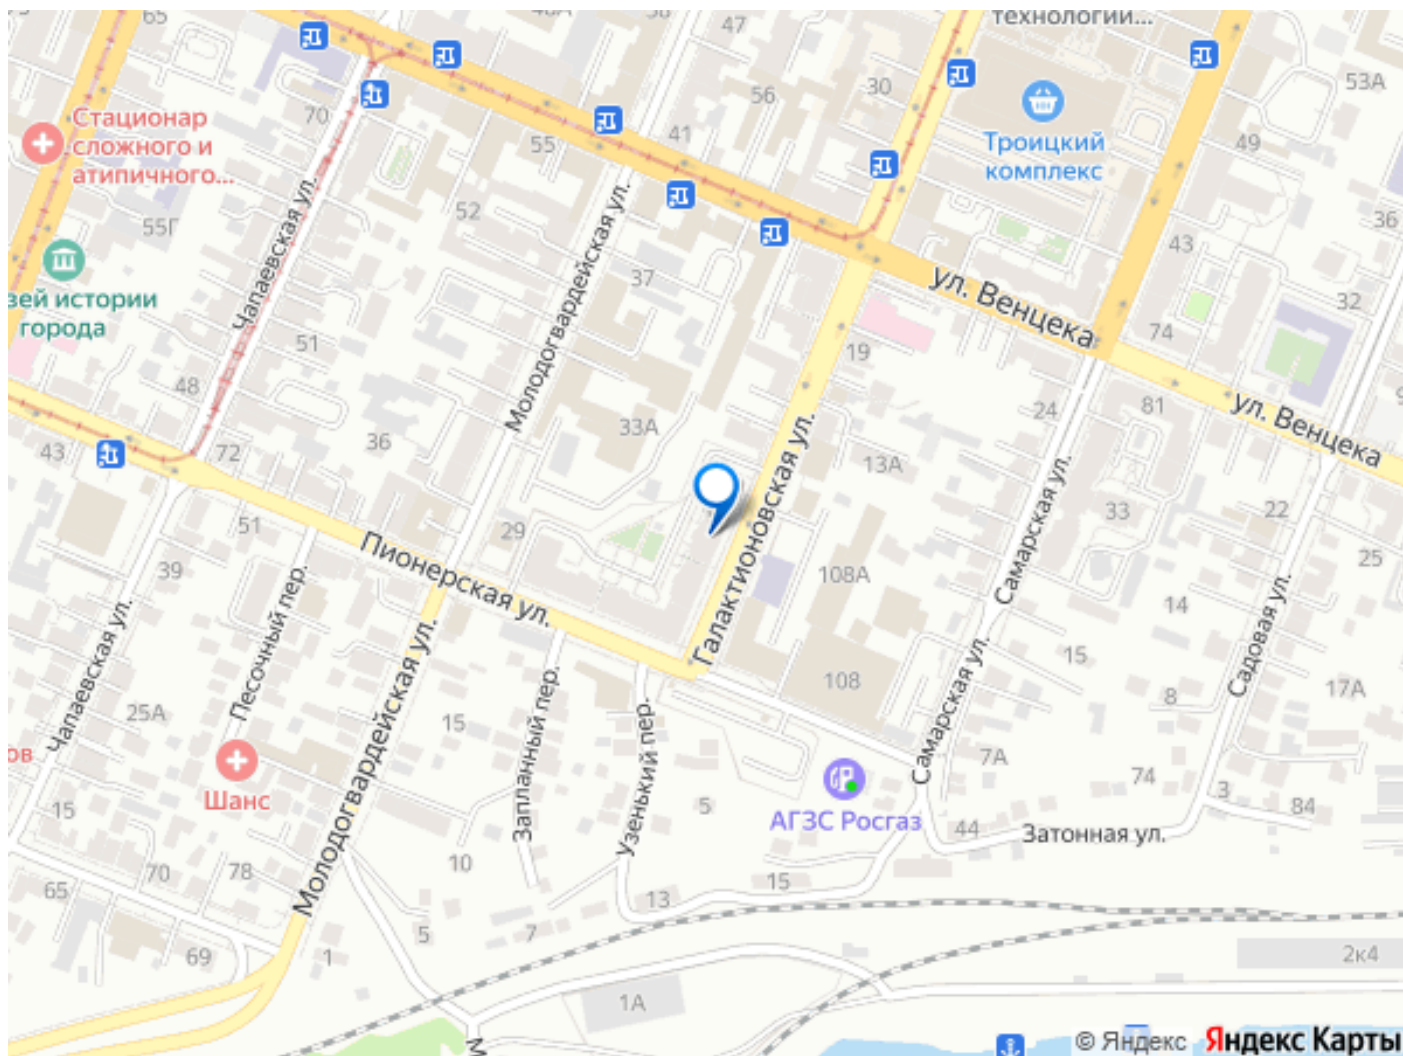 технологий...
65
48А
58
47
53А
30
56
70
Стационар
сложного и
атипичного...
55
41
Троицкий
комплекс
49
52
36
55Г
43
37
ул. Венцека
зей истории
города
Чапаевская ул.
Молодогвардейская ул.
32
74
51
19
48
24
81
ул. Венцека
33А
36
43
72
13А
Галактионовская ул.
Самарская ул.
33
22
51
29
25
Пионерская ул.
39
108А
14
Песочный пер.
Чапаевская ул.
Молодогвардейская ул.
Садовая ул.
15
108
17А
8
25А
15
Запланный пер.
Узенький пер.
Самарская ул.
7А
ов
74
Шанс
3
5
84
15
АГЗС Росгаз
44
Затонная ул.
10
70
78
65
15
13
5
7
69
1
2к4
1А
М
© Яндекс Яндекс Карты